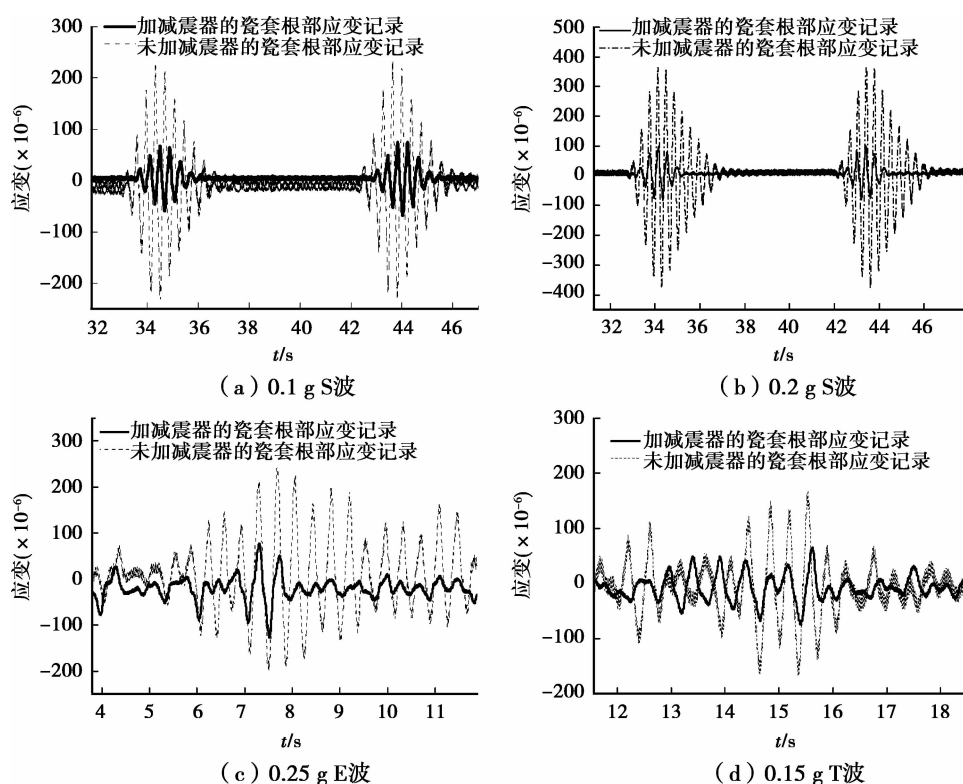 300
200
100
0
-100
-200
应变(×10⁻⁶)
加减震器的瓷套根部应变记录
未加减震器的瓷套根部应变记录
32 34 36 38 40 42 44 46
t/s
（a）0.1 g S波
500
400
300
200
100
0
-100
-200
-300
-400
应变(×10⁻⁶)
加减震器的瓷套根部应变记录
未加减震器的瓷套根部应变记录
32 34 36 38 40 42 44 46
t/s
（b）0.2 g S波
300
200
100
0
-100
-200
应变(×10⁻⁶)
加减震器的瓷套根部应变记录
未加减震器的瓷套根部应变记录
4 5 6 7 8 9 10 11
t/s
（c）0.25 g E波
300
200
100
0
-100
-200
应变(×10⁻⁶)
加减震器的瓷套根部应变记录
未加减震器的瓷套根部应变记录
12 13 14 15 16 17 18
t/s
（d）0.15 g T波